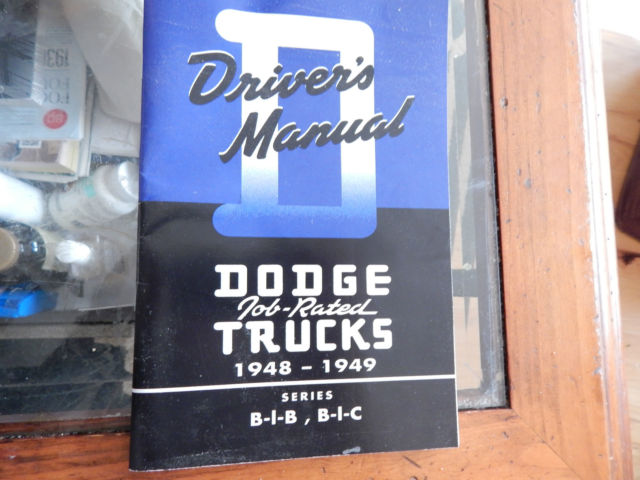 D
Driver's
Manual
DODGE
Job-Rated
TRUCKS
1948 - 1949
SERIES
B-I-B, B-I-C